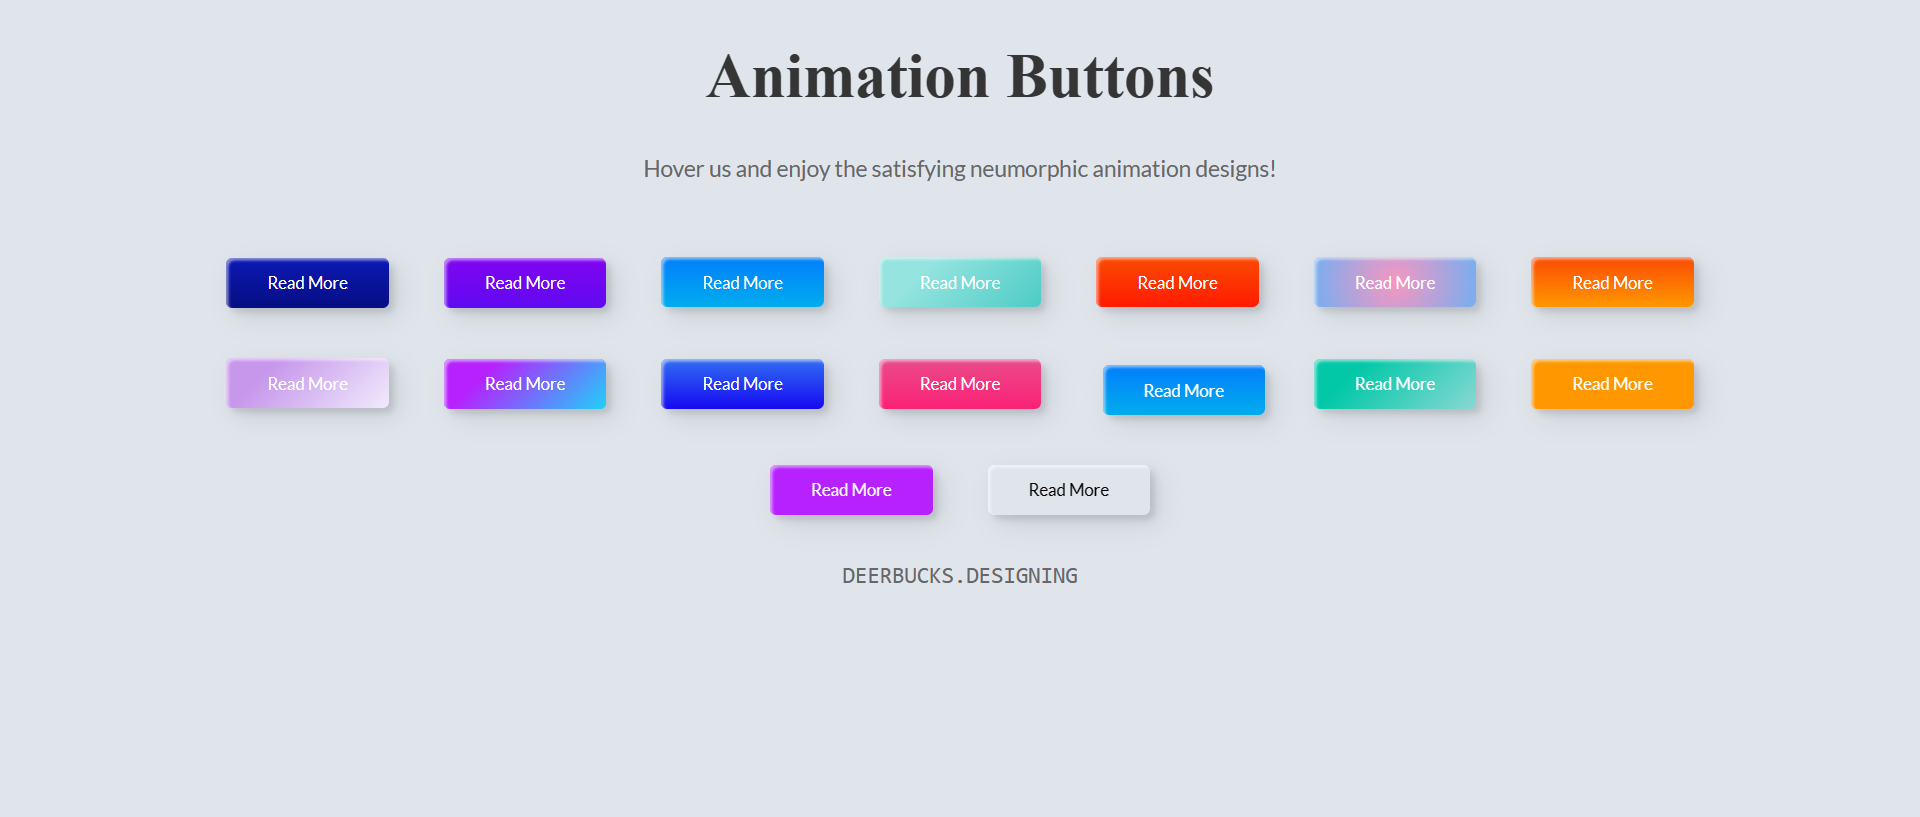 Animation Buttons
Hover us and enjoy the satisfying neumorphic animation designs!
Read More Read More Read More Read More Read More Read More Read More
Read More Read More Read More Read More Read More Read More Read More
Read More Read More
DEERBUCKS.DESIGNING